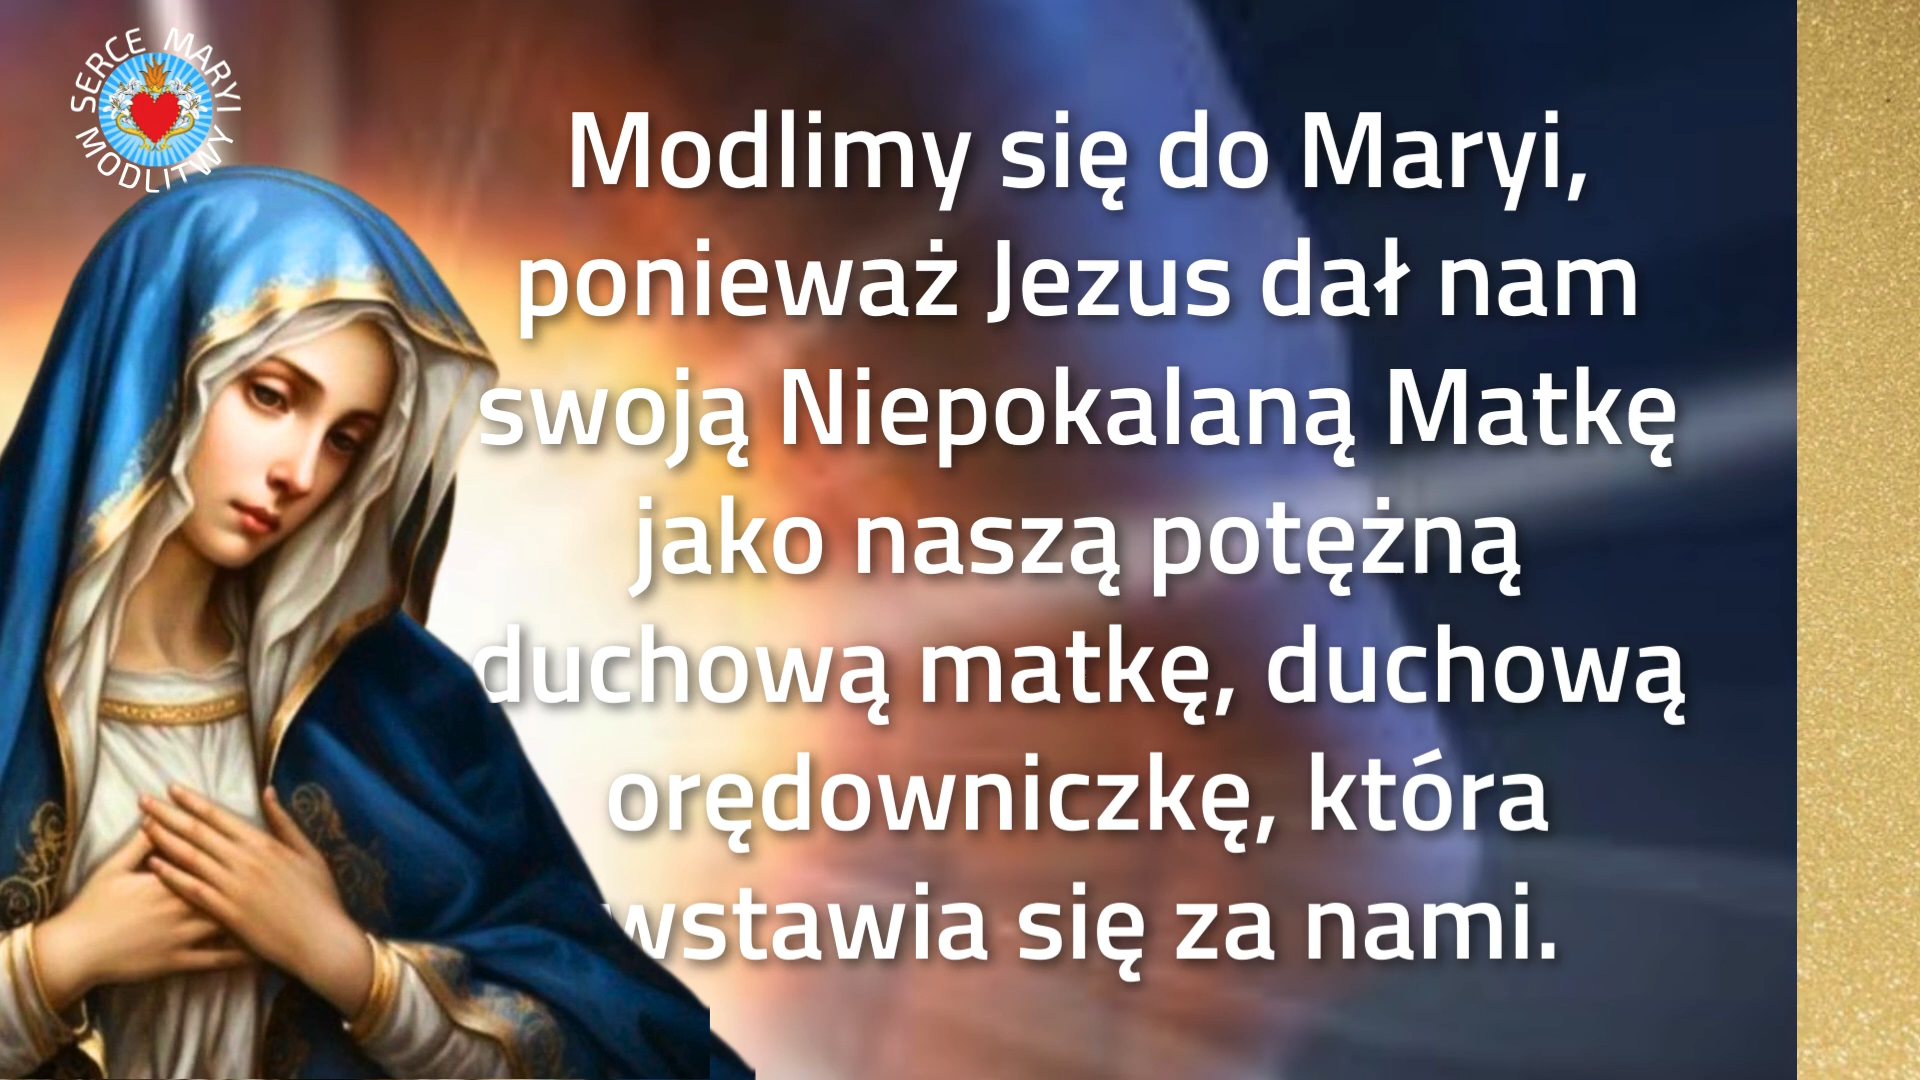 SERCE MARYI
MODLITWY
Modlimy się do Maryi,
ponieważ Jezus dał nam
swoją Niepokalaną Matkę
jako naszą potężną
duchową matkę, duchową
orędowniczkę, która
wstawia się za nami.